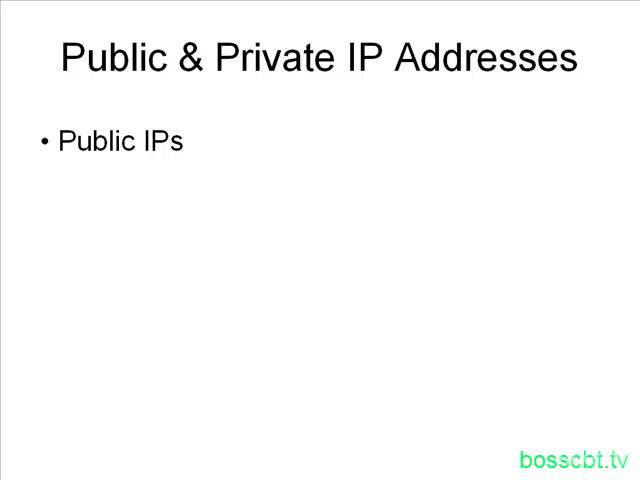 Public & Private IP Addresses
• Public IPs
bosscbt.tv